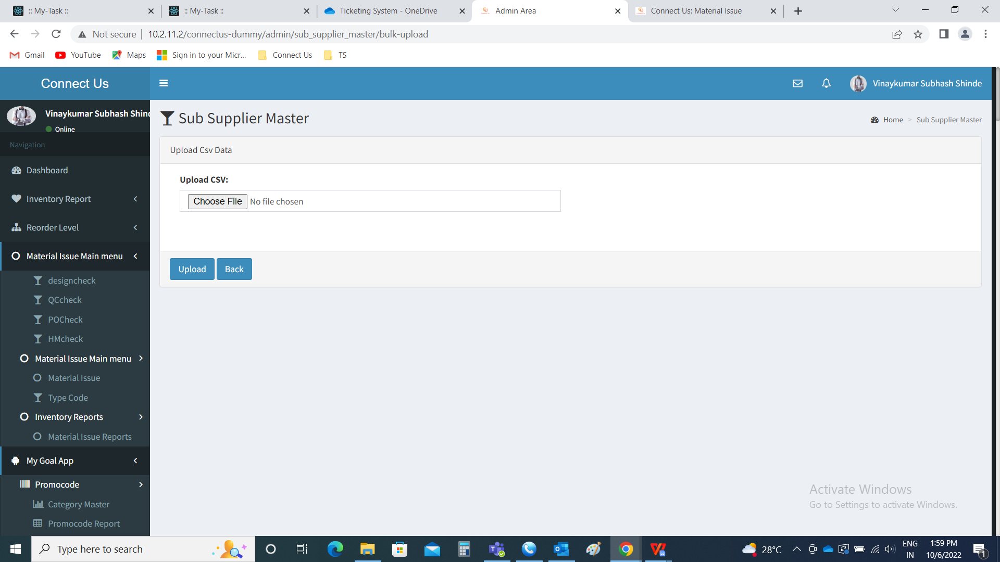 :: My-Task ::
:: My-Task ::
Ticketing System - OneDrive
Admin Area
Connect Us: Material Issue
Not secure
10.2.11.2/connectus-dummy/admin/sub_supplier_master/bulk-upload
Gmail
YouTube
Maps
Sign in to your Micr...
Connect Us
TS
Connect Us
Vinaykumar Subhash Shinde
Vinaykumar Subhash Shind
Online
Navigation
Dashboard
Inventory Report
Reorder Level
Material Issue Main menu
designcheck
QCcheck
POCheck
HMcheck
Material Issue Main menu
Material Issue
Type Code
Inventory Reports
Material Issue Reports
My Goal App
Promocode
Category Master
Promocode Report
Sub Supplier Master
Home > Sub Supplier Master
Upload Csv Data
Upload CSV:
Choose File No file chosen
Upload
Back
Activate Windows
Go to Settings to activate Windows.
Type here to search
28°C
ENG
IN
1:59 PM
10/6/2022
1